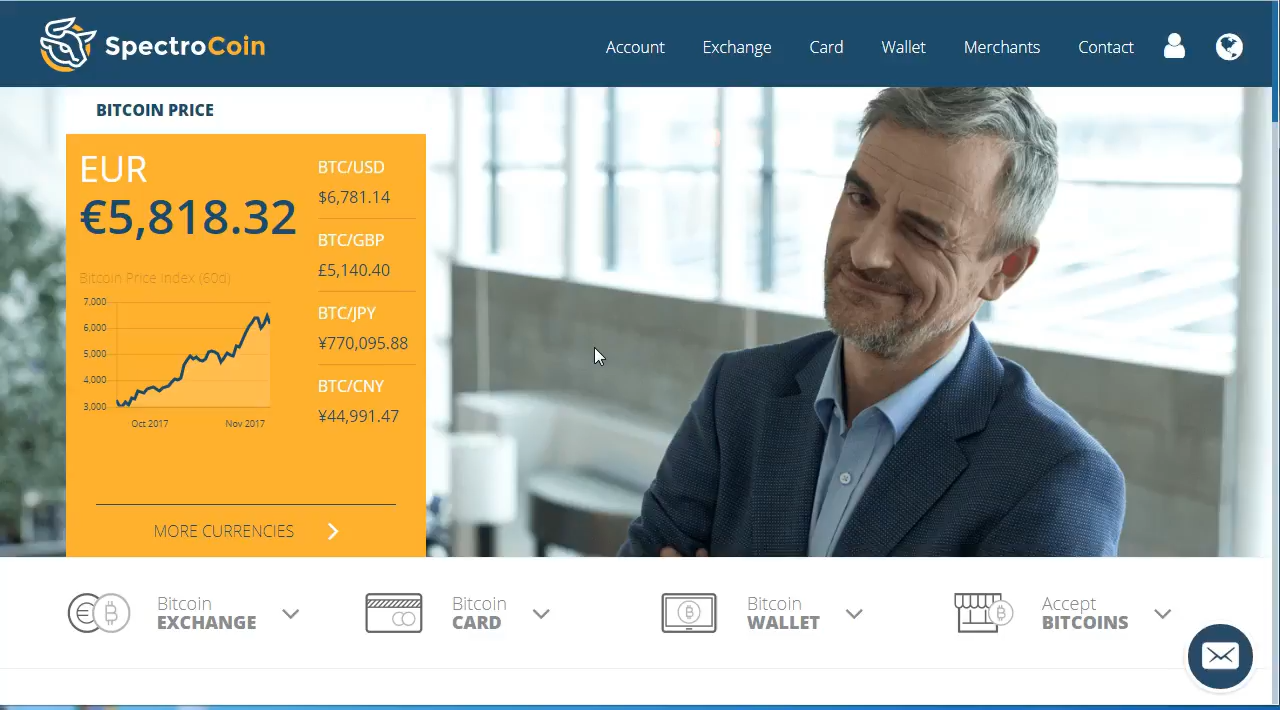 SpectroCoin
Account Exchange Card Wallet Merchants Contact
BITCOIN PRICE
EUR
€5,818.32
BTC/USD
$6,781.14
BTC/GBP
£5,140.40
BTC/JPY
¥770,095.88
BTC/CNY
¥44,991.47
Bitcoin Price Index (60d)
7,000
6,000
5,000
4,000
3,000
Oct 2017 Nov 2017
MORE CURRENCIES
Bitcoin
EXCHANGE
Bitcoin
CARD
Bitcoin
WALLET
Accept
BITCOINS